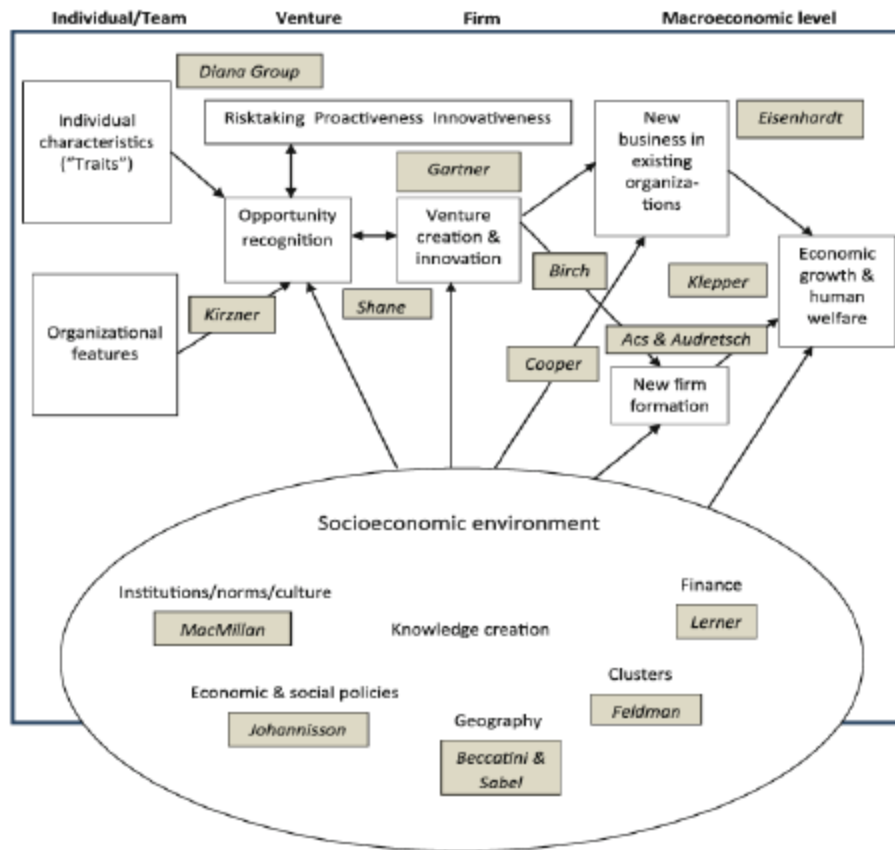 Individual/Team Venture Firm Macroeconomic level
Diana Group
Individual
characteristics
("Traits")
Risktaking Proactiveness Innovativeness
New
business in
existing
organiza-
tions
Eisenhardt
Gartner
Opportunity
recognition
Venture
creation &
innovation
Economic
growth &
human
welfare
Birch
Klepper
Kirzner
Shane
Organizational
features
Acs & Audretsch
Cooper
New firm
formation
Socioeconomic environment
Institutions/norms/culture
MacMillan
Knowledge creation
Finance
Lerner
Economic & social policies
Johannisson
Clusters
Feldman
Geography
Beccatini &
Sabel